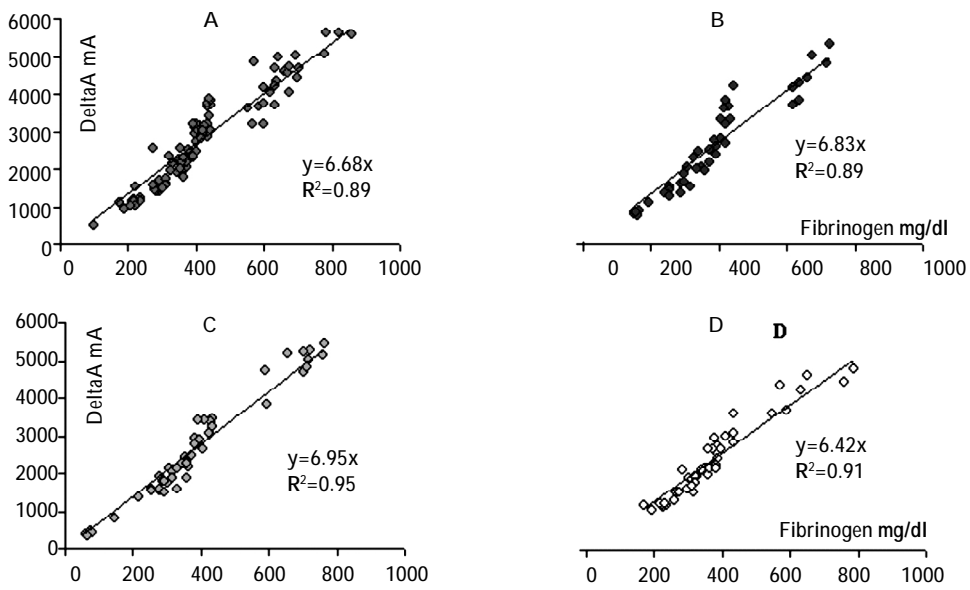 A
DeltaA mA
6000
5000
4000
3000
2000
1000
0
y=6.68x
R²=0.89
0 200 400 600 800 1000
B
y=6.83x
R²=0.89
Fibrinogen mg/dl
0 200 400 600 800 1000
C
DeltaA mA
6000
5000
4000
3000
2000
1000
0
y=6.95x
R²=0.95
0 200 400 600 800 1000
D D
y=6.42x
R²=0.91
Fibrinogen mg/dl
0 200 400 600 800 1000